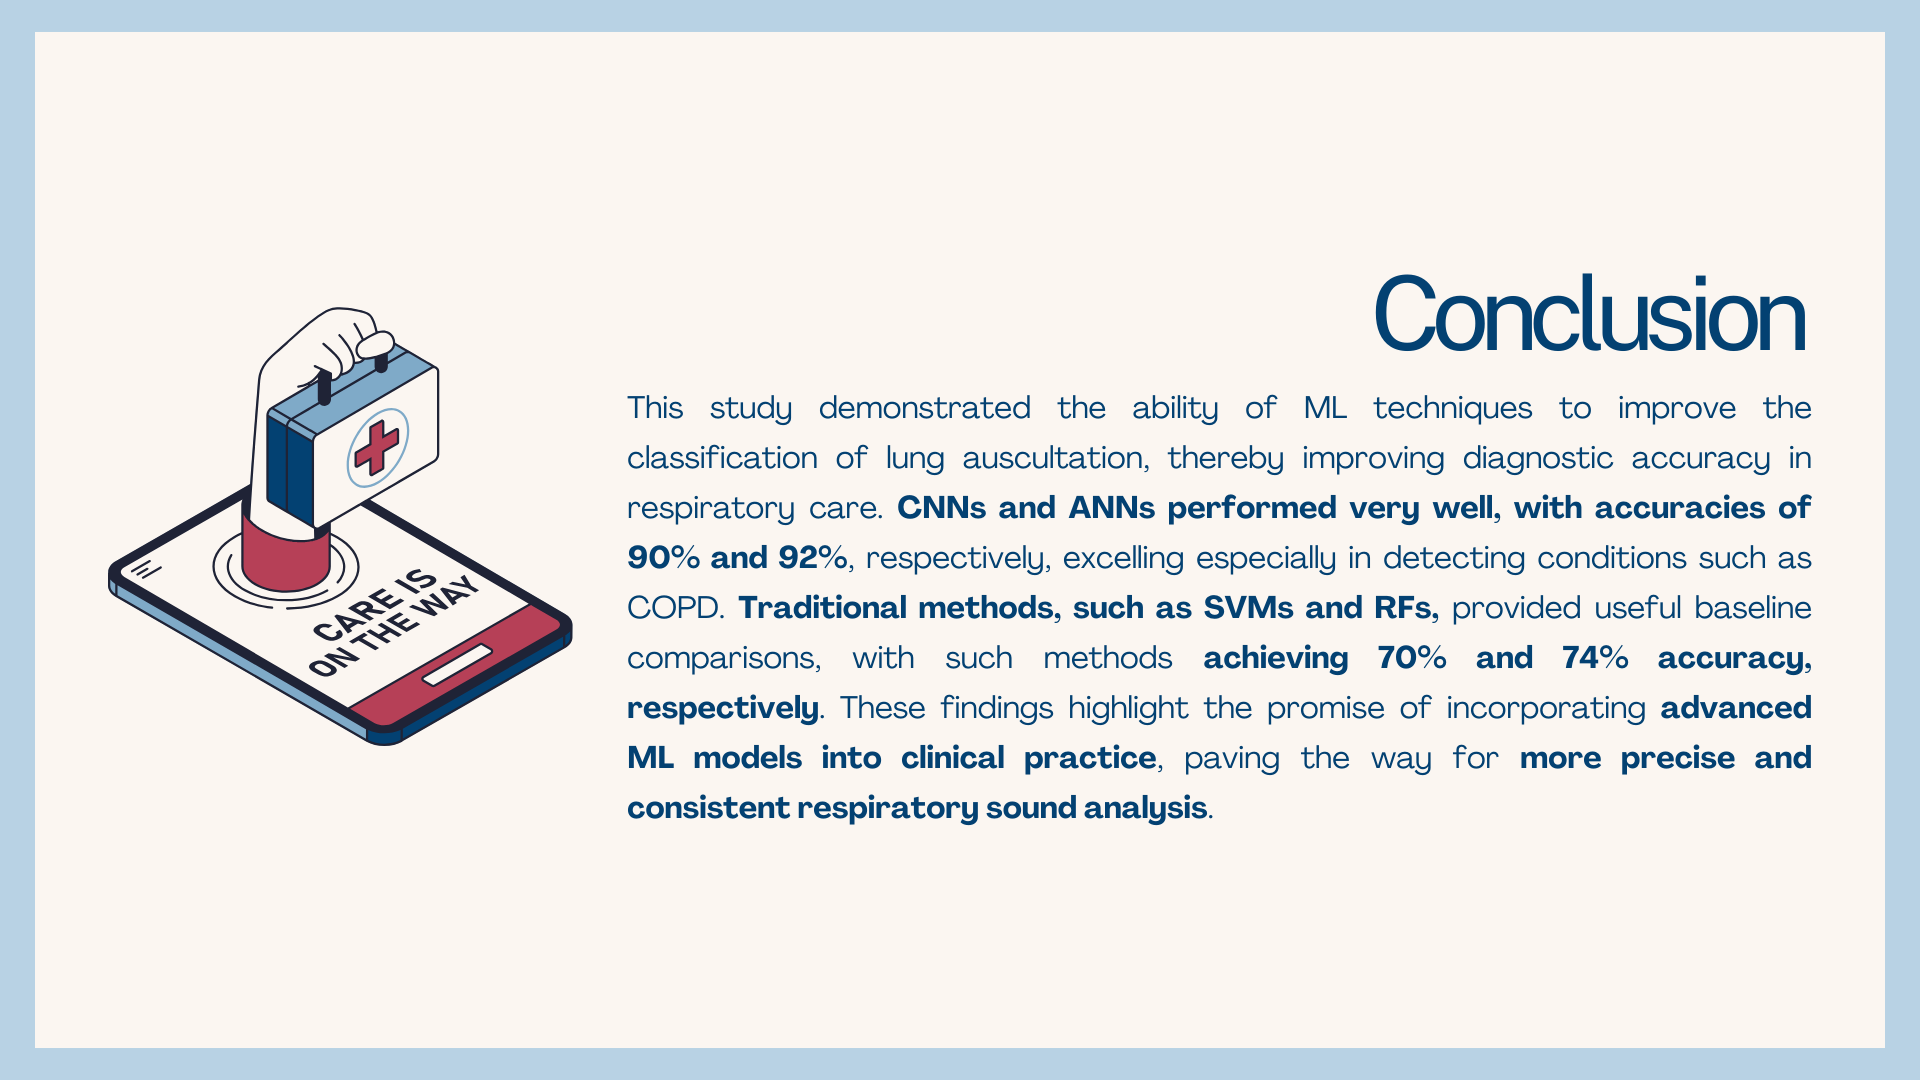 Conclusion
This study demonstrated the ability of ML techniques to improve the
classification of lung auscultation, thereby improving diagnostic accuracy in
respiratory care. CNNs and ANNs performed very well, with accuracies of
90% and 92%, respectively, excelling especially in detecting conditions such as
COPD. Traditional methods, such as SVMs and RFs, provided useful baseline
comparisons, with such methods achieving 70% and 74% accuracy,
respectively. These findings highlight the promise of incorporating advanced
ML models into clinical practice, paving the way for more precise and
consistent respiratory sound analysis.
CARE IS
ON THE WAY